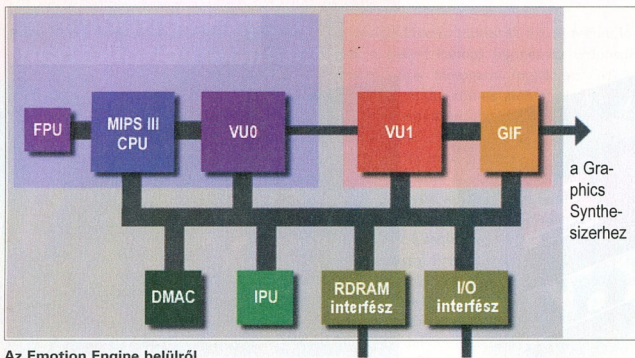 FPU
MIPS III
CPU
VU0
VU1
GIF
a Gra-
phics
Synthe-
sizerhez
DMAC
IPU
RDRAM
interfész
I/O
interfész
Az Emotion Engine belülről